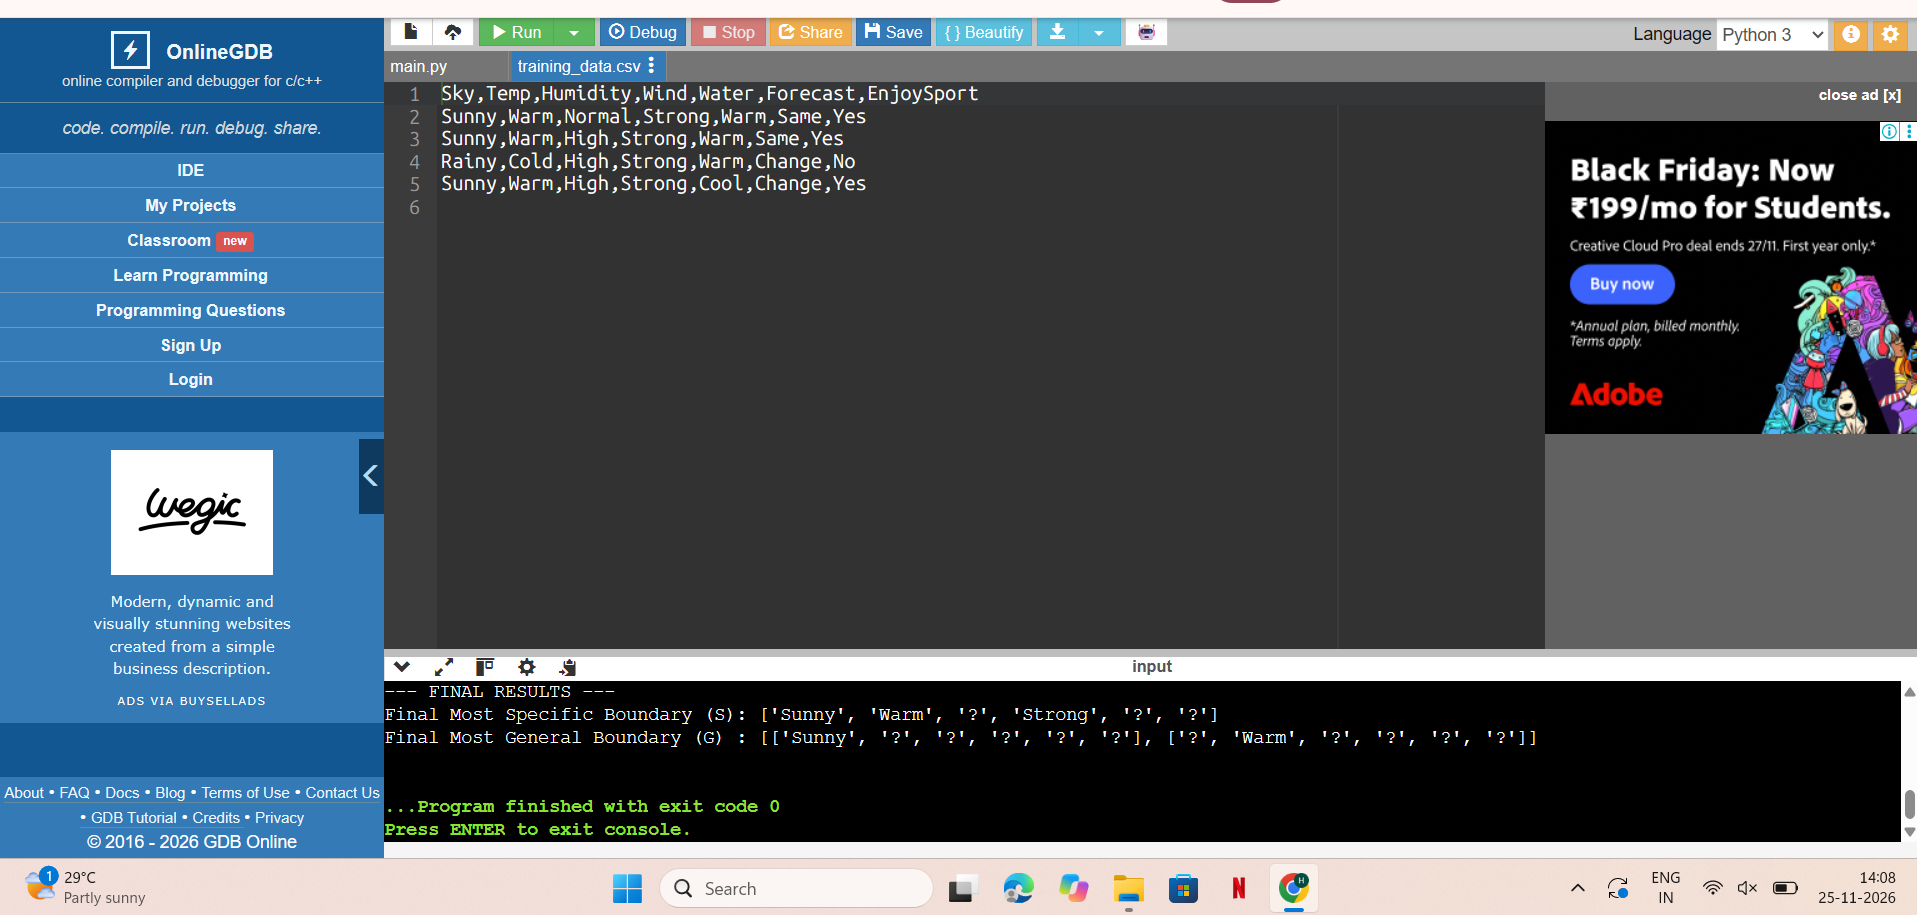 OnlineGDB
online compiler and debugger for c/c++
code. compile. run. debug. share.
IDE
My Projects
Classroom new
Learn Programming
Programming Questions
Sign Up
Login
wegic
Modern, dynamic and
visually stunning websites
created from a simple
business description.
ADS VIA BUYSELLADS
About • FAQ • Docs • Blog • Terms of Use • Contact Us
• GDB Tutorial • Credits • Privacy
© 2016 - 2026 GDB Online
Run Debug Stop Share Save { } Beautify
Language Python 3
main.py training_data.csv
1 Sky,Temp,Humidity,Wind,Water,Forecast,EnjoySport
2 Sunny,Warm,Normal,Strong,Warm,Same,Yes
3 Sunny,Warm,High,Strong,Warm,Same,Yes
4 Rainy,Cold,High,Strong,Warm,Change,No
5 Sunny,Warm,High,Strong,Cool,Change,Yes
6
close ad [x]
Black Friday: Now
₹199/mo for Students.
Creative Cloud Pro deal ends 27/11. First year only.*
Buy now
*Annual plan, billed monthly.
Terms apply.
Adobe
input
--- FINAL RESULTS ---
Final Most Specific Boundary (S): ['Sunny', 'Warm', '?', 'Strong', '?', '?']
Final Most General Boundary (G) : [['Sunny', '?', '?', '?', '?', '?'], ['?', 'Warm', '?', '?', '?', '?']]
...Program finished with exit code 0
Press ENTER to exit console.
1
29°C
Partly sunny
Search
N
H
ENG
IN
14:08
25-11-2026